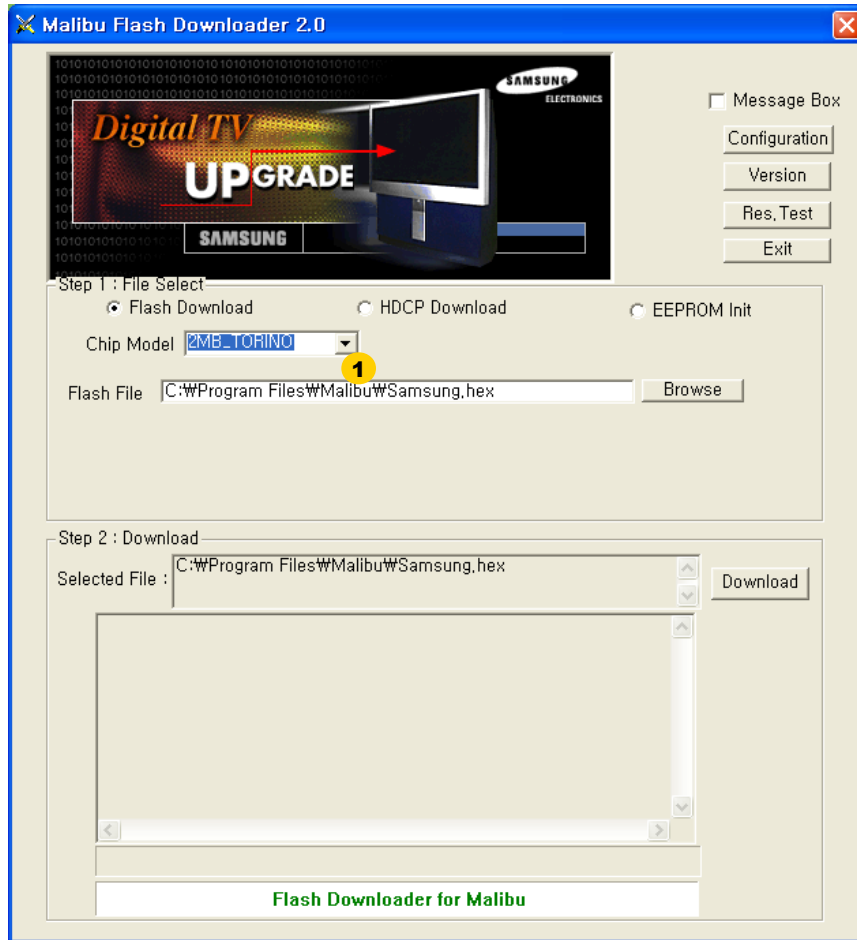 Malibu Flash Downloader 2.0
SAMSUNG
ELECTRONICS
Digital TV
UPGRADE
SAMSUNG
Message Box
Configuration
Version
Res, Test
Exit
Step 1 : File Select
Flash Download
HDCP Download
EEPROM Init
Chip Model 2MB_TORINO
1
Flash File C:₩Program Files₩Malibu₩Samsung,hex Browse
Step 2 : Download
Selected File : C:₩Program Files₩Malibu₩Samsung,hex
Download
Flash Downloader for Malibu